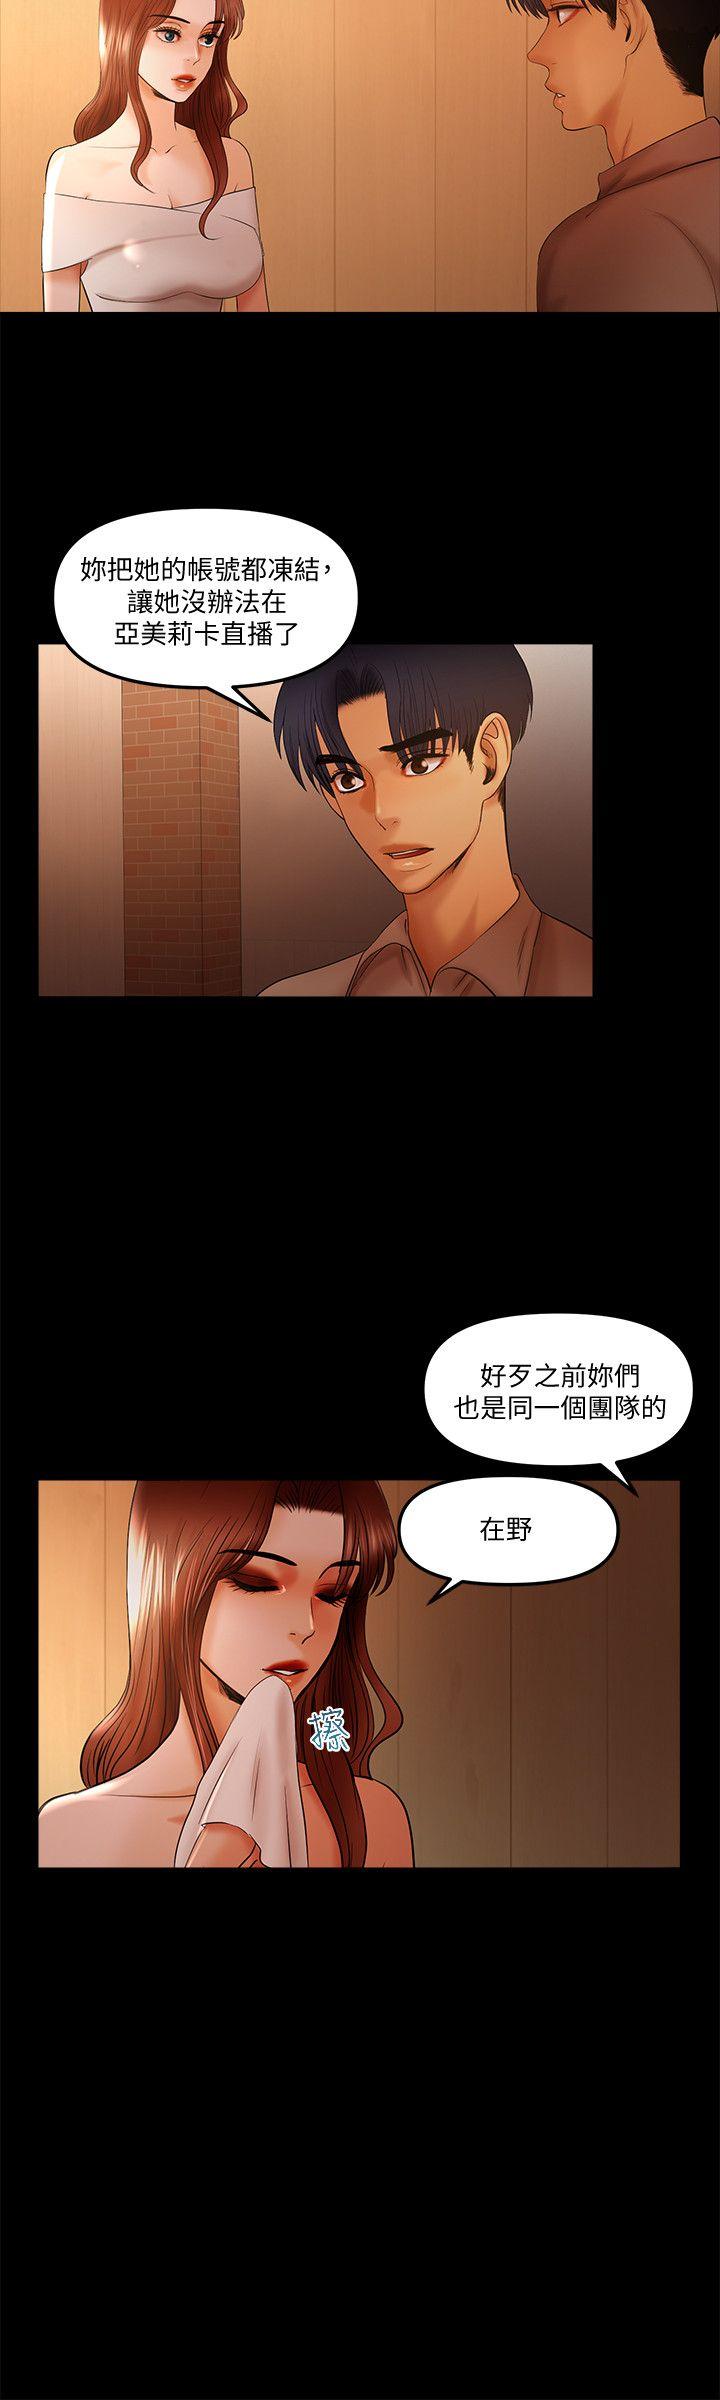 妳把她的帳號都凍結，
讓她沒辦法在
亞美莉卡直播了
好歹之前妳們
也是同一個團隊的
在野
擦